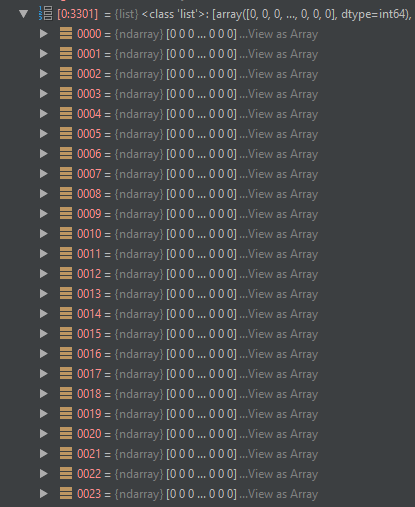 [0:3301] = {list} <class 'list'>: [array([0, 0, 0, ..., 0, 0, 0], dtype=int64),
0000 = {ndarray} [0 0 0 ... 0 0 0] ...View as Array
0001 = {ndarray} [0 0 0 ... 0 0 0] ...View as Array
0002 = {ndarray} [0 0 0 ... 0 0 0] ...View as Array
0003 = {ndarray} [0 0 0 ... 0 0 0] ...View as Array
0004 = {ndarray} [0 0 0 ... 0 0 0] ...View as Array
0005 = {ndarray} [0 0 0 ... 0 0 0] ...View as Array
0006 = {ndarray} [0 0 0 ... 0 0 0] ...View as Array
0007 = {ndarray} [0 0 0 ... 0 0 0] ...View as Array
0008 = {ndarray} [0 0 0 ... 0 0 0] ...View as Array
0009 = {ndarray} [0 0 0 ... 0 0 0] ...View as Array
0010 = {ndarray} [0 0 0 ... 0 0 0] ...View as Array
0011 = {ndarray} [0 0 0 ... 0 0 0] ...View as Array
0012 = {ndarray} [0 0 0 ... 0 0 0] ...View as Array
0013 = {ndarray} [0 0 0 ... 0 0 0] ...View as Array
0014 = {ndarray} [0 0 0 ... 0 0 0] ...View as Array
0015 = {ndarray} [0 0 0 ... 0 0 0] ...View as Array
0016 = {ndarray} [0 0 0 ... 0 0 0] ...View as Array
0017 = {ndarray} [0 0 0 ... 0 0 0] ...View as Array
0018 = {ndarray} [0 0 0 ... 0 0 0] ...View as Array
0019 = {ndarray} [0 0 0 ... 0 0 0] ...View as Array
0020 = {ndarray} [0 0 0 ... 0 0 0] ...View as Array
0021 = {ndarray} [0 0 0 ... 0 0 0] ...View as Array
0022 = {ndarray} [0 0 0 ... 0 0 0] ...View as Array
0023 = {ndarray} [0 0 0 ... 0 0 0] ...View as Array